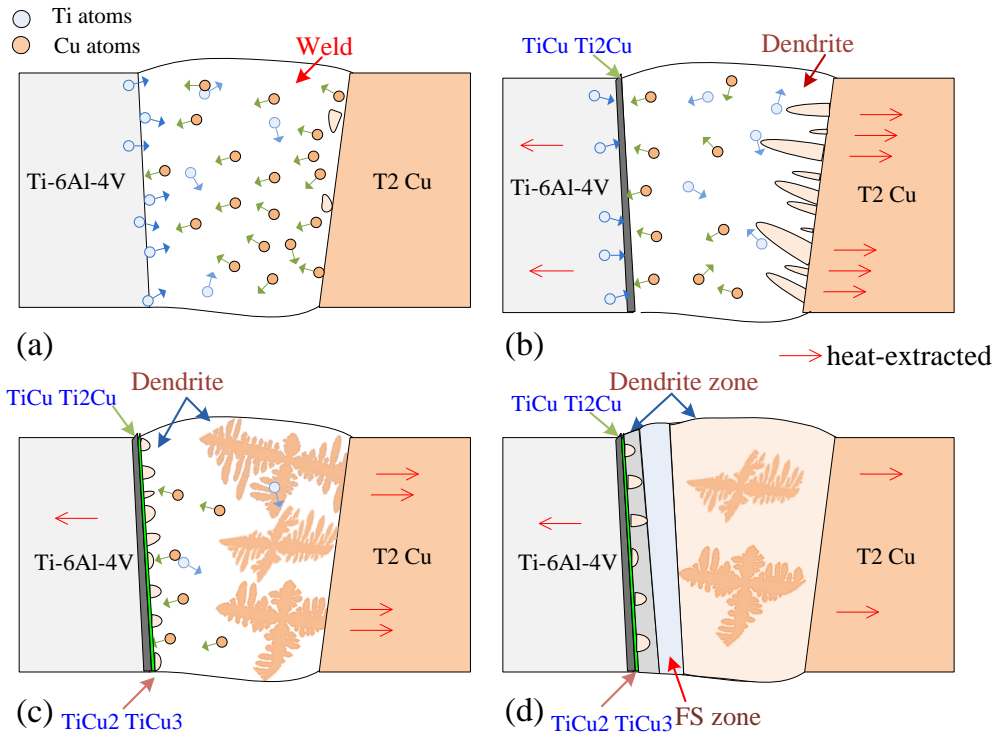 Ti atoms
Cu atoms
Weld
Ti-6Al-4V
T2 Cu
(a)
TiCu Ti2Cu
Dendrite
Ti-6Al-4V
T2 Cu
(b)
heat-extracted
TiCu Ti2Cu
Dendrite
Ti-6Al-4V
T2 Cu
(c)
TiCu2 TiCu3
Dendrite zone
TiCu Ti2Cu
Ti-6Al-4V
T2 Cu
(d)
TiCu2 TiCu3
FS zone